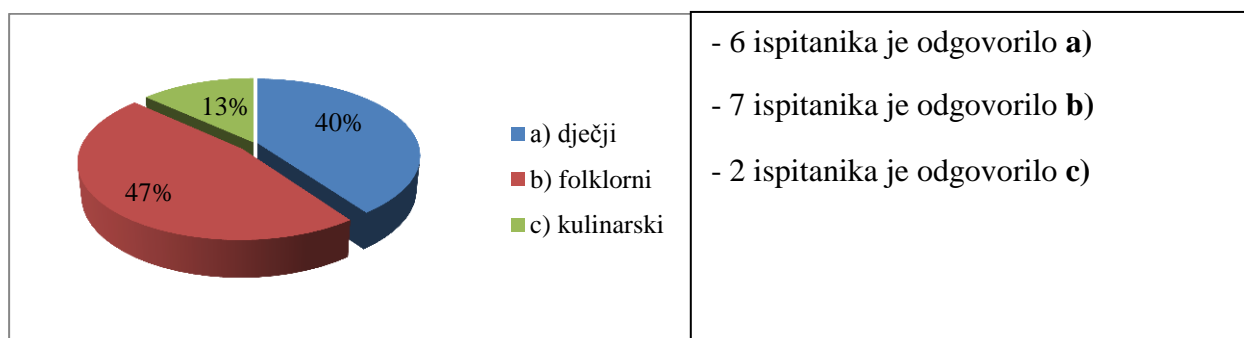 13%
40%
47%
a) dječji
b) folklorni
c) kulinarski
- 6 ispitanika je odgovorilo a)
- 7 ispitanika je odgovorilo b)
- 2 ispitanika je odgovorilo c)